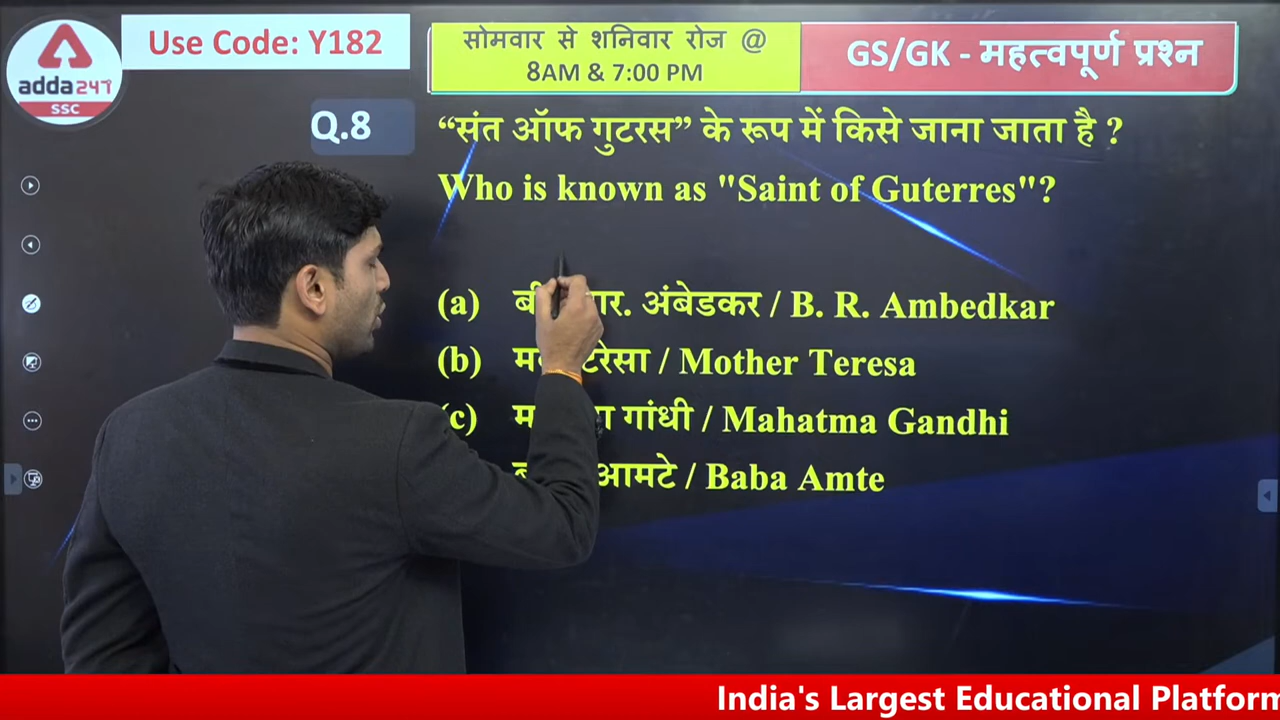 Use Code: Y182
सोमवार से शनिवार रोज @
8AM & 7:00 PM
GS/GK - महत्वपूर्ण प्रश्न
adda247
SSC
Q.8
“संत ऑफ गुटरस” के रूप में किसे जाना जाता है ?
Who is known as "Saint of Guterres"?
(a) अंबेडकर / B. R. Ambedkar
(b) / Mother Teresa
(c) गांधी / Mahatma Gandhi
आमटे / Baba Amte
India's Largest Educational Platform